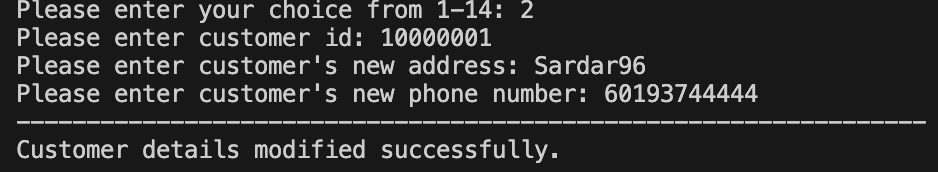 Please enter your choice from 1-14: 2
Please enter customer id: 10000001
Please enter customer's new address: Sardar96
Please enter customer's new phone number: 60193744444
-----------------------------------------------------------------
Customer details modified successfully.